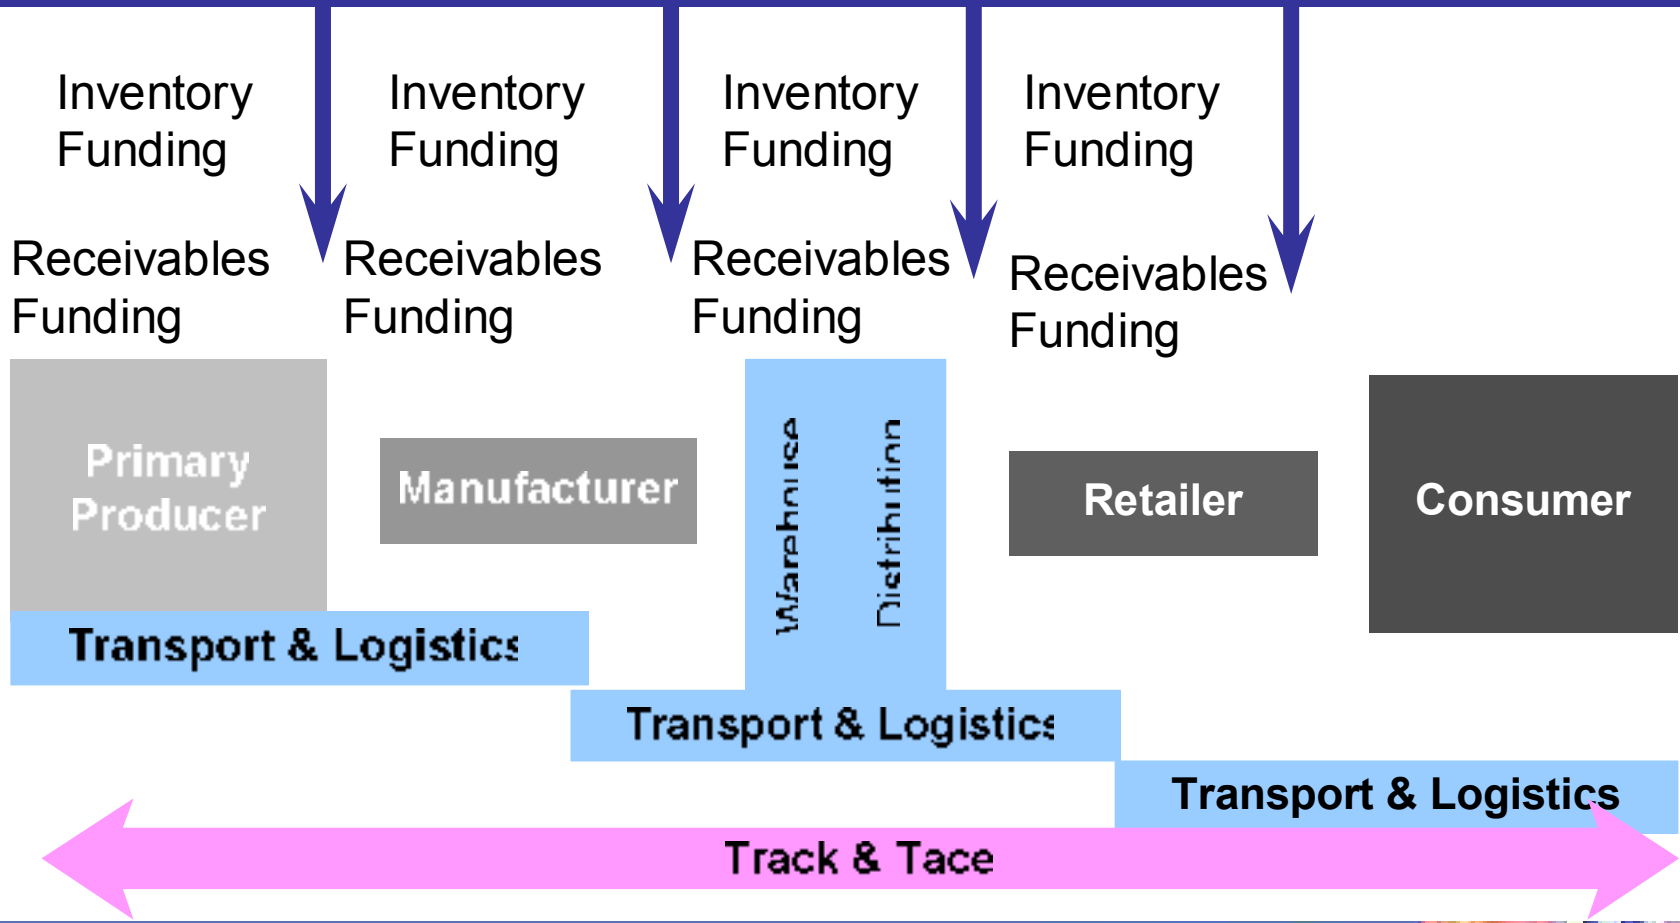 Inventory
Funding
Inventory
Funding
Inventory
Funding
Inventory
Funding
Receivables
Funding
Receivables
Funding
Receivables
Funding
Receivables
Funding
Primary
Producer
Manufacturer
Warehouse
Distribution
Retailer
Consumer
Transport & Logistics
Transport & Logistics
Transport & Logistics
Track & Tace